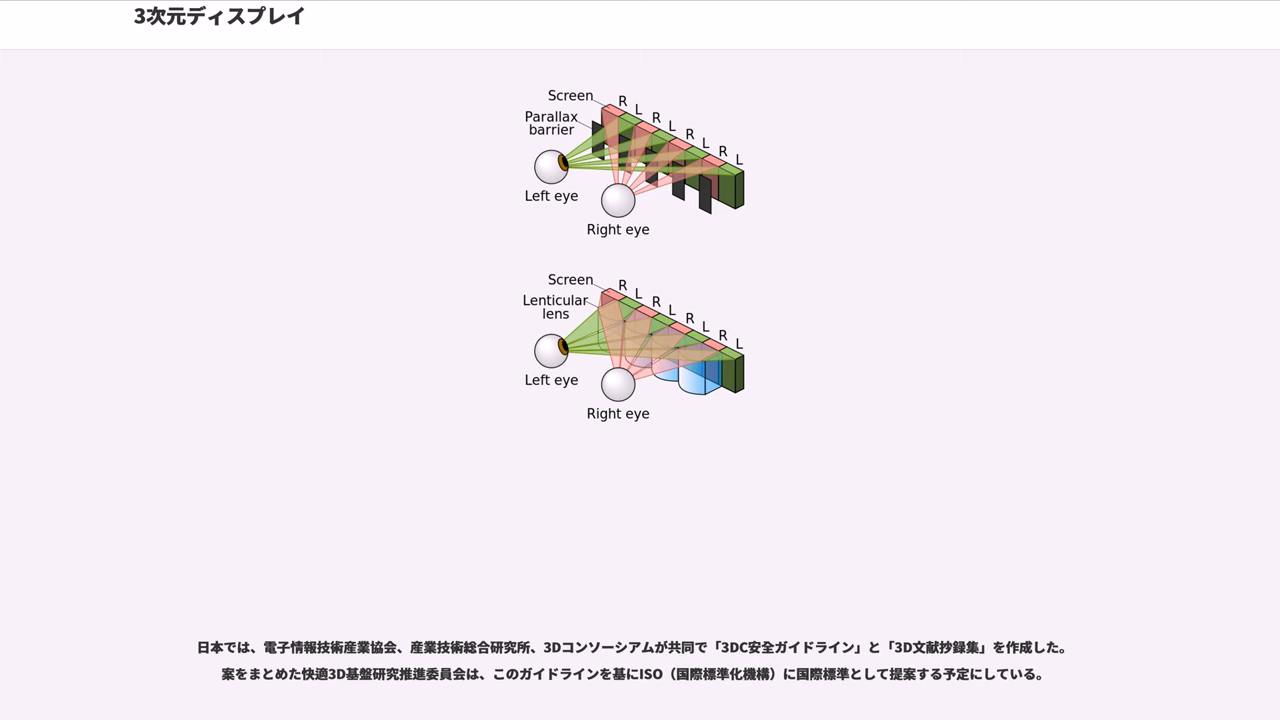 3次元ディスプレイ
Screen
R
L
R
L
R
L
R
L
Parallax
barrier
Left eye
Right eye
Screen
R
L
R
L
R
L
R
L
Lenticular
lens
Left eye
Right eye
日本では、電子情報技術産業協会、産業技術総合研究所、3Dコンソーシアムが共同で「3DC安全ガイドライン」と「3D文献抄録集」を作成した。
案をまとめた快適3D基盤研究推進委員会は、このガイドラインを基にISO（国際標準化機構）に国際標準として提案する予定にしている。